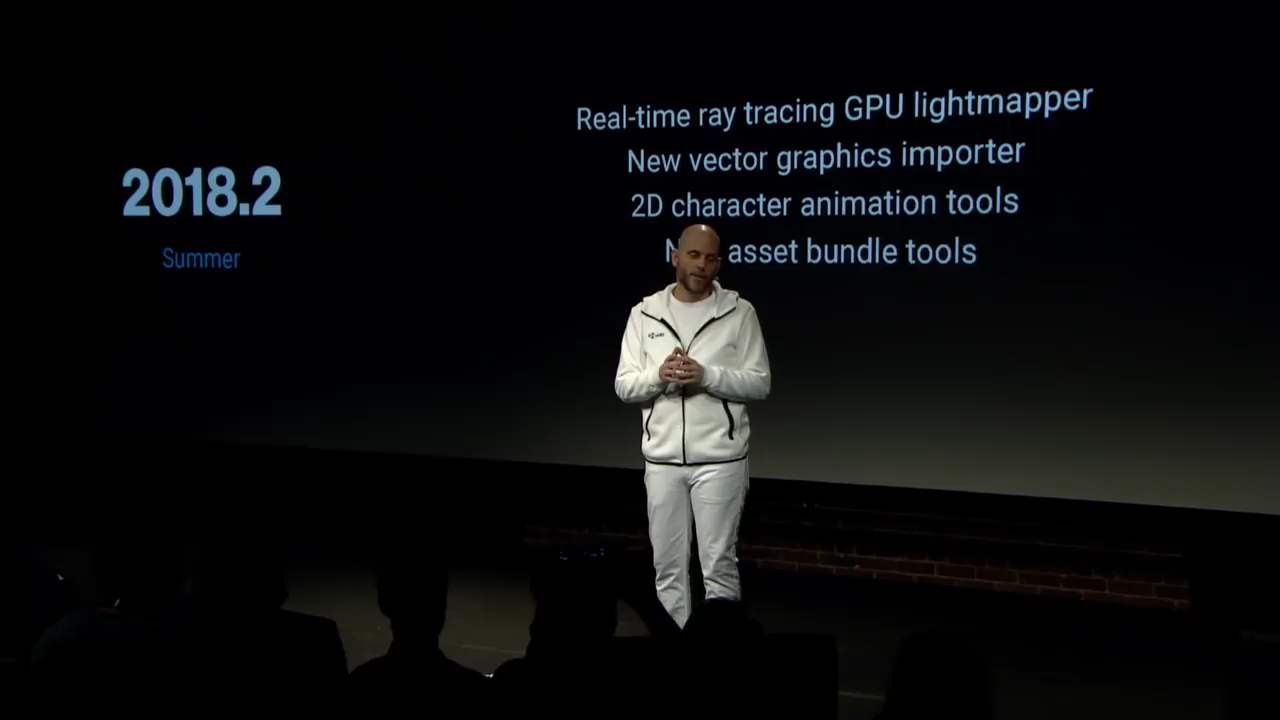 2018.2
Summer
Real-time ray tracing GPU lightmapper
New vector graphics importer
2D character animation tools
asset bundle tools
unity